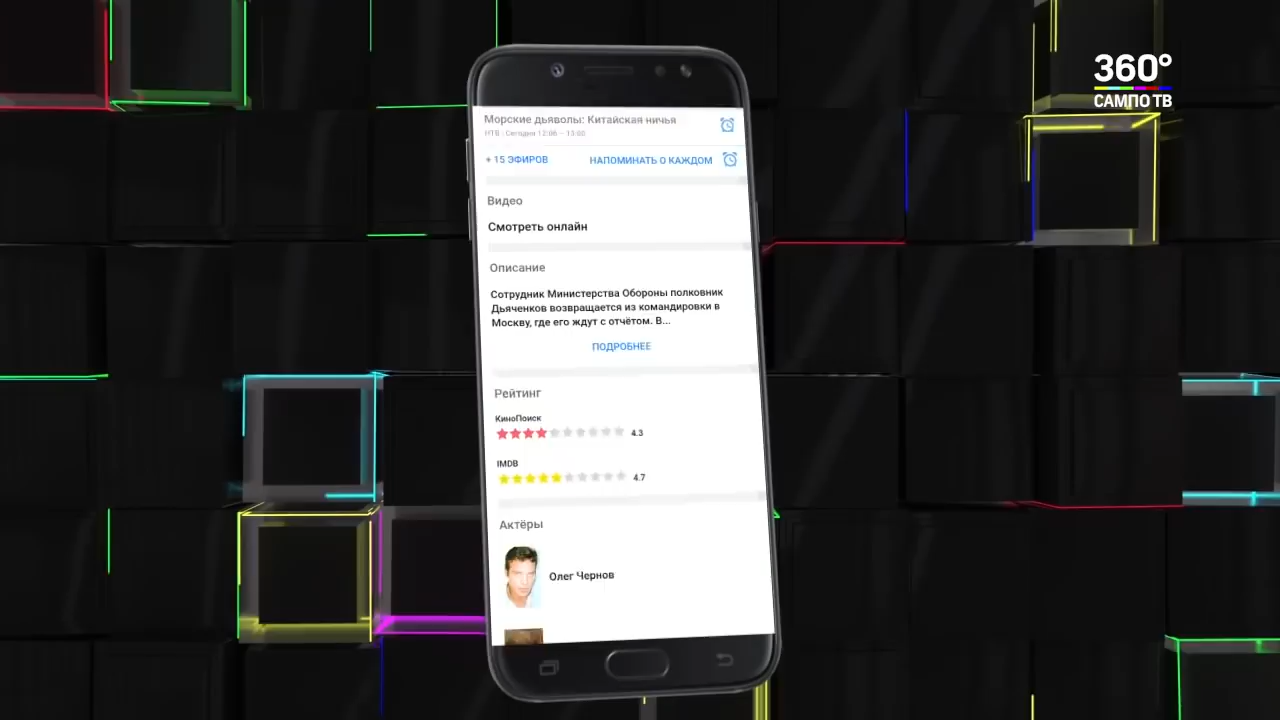 360°
САМПО ТВ
Морские дьяволы: Китайская ничья
НТВ | Сегодня 12:06 – 13:00
+ 15 ЭФИРОВ
НАПОМИНАТЬ О КАЖДОМ
Видео
Смотреть онлайн
Описание
Сотрудник Министерства Обороны полковник
Дьяченков возвращается из командировки в
Москву, где его ждут с отчётом. В...
ПОДРОБНЕЕ
Рейтинг
КиноПоиск
4.3
IMDB
4.7
Актёры
Олег Чернов